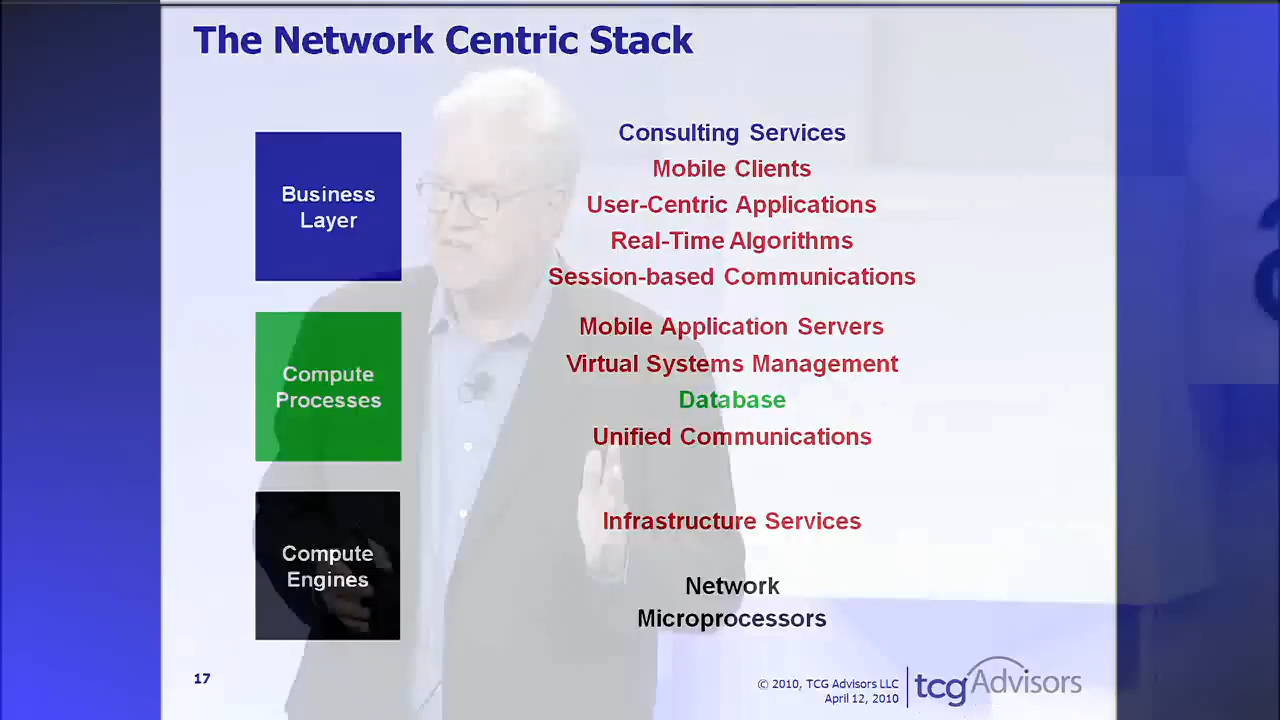 The Network Centric Stack
Business
Layer
Consulting Services
Mobile Clients
User-Centric Applications
Real-Time Algorithms
Session-based Communications
Compute
Processes
Mobile Application Servers
Virtual Systems Management
Database
Unified Communications
Compute
Engines
Infrastructure Services
Network
Microprocessors
17
© 2010, TCG Advisors LLC
April 12, 2010
tcgAdvisors